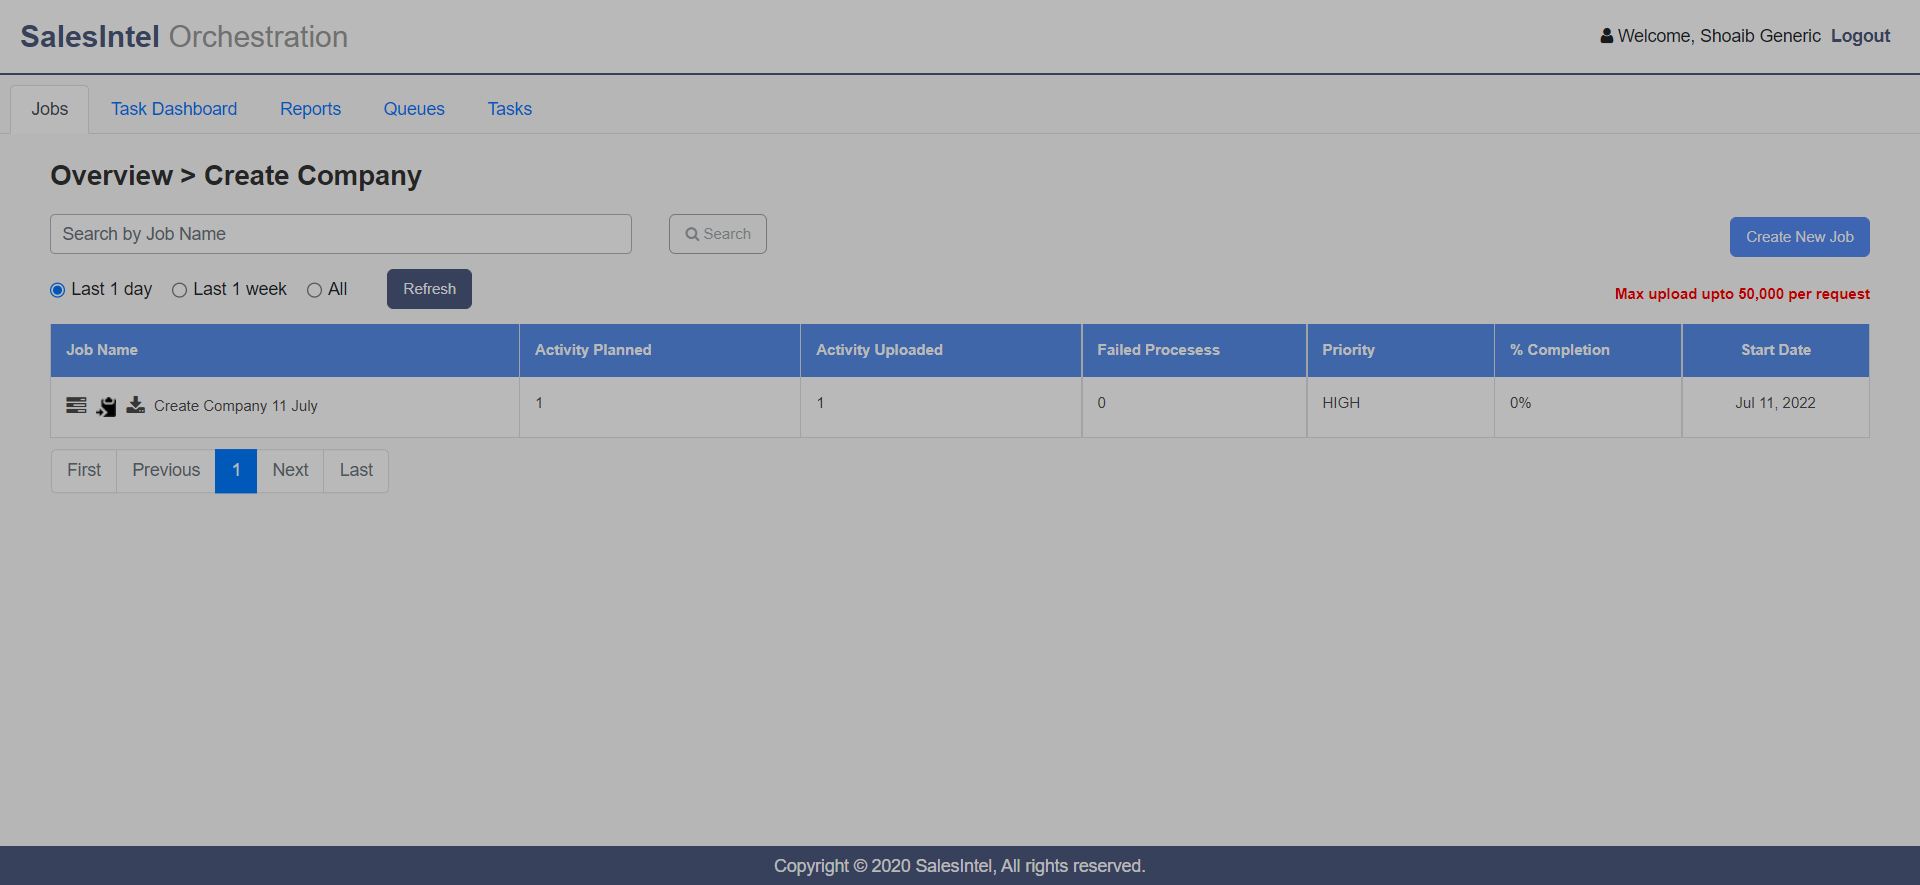 SalesIntel Orchestration
Welcome, Shoaib Generic Logout
Jobs Task Dashboard Reports Queues Tasks
Overview > Create Company
Search by Job Name Search Create New Job
Last 1 day Last 1 week All Refresh
Max upload upto 50,000 per request
Job Name Activity Planned Activity Uploaded Failed Procesess Priority % Completion Start Date
Create Company 11 July 1 1 0 HIGH 0% Jul 11, 2022
First Previous 1 Next Last
Copyright © 2020 SalesIntel, All rights reserved.